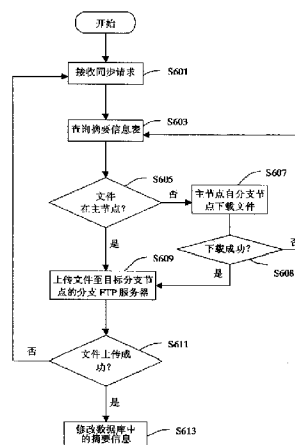 开始
接收同步请求
S601
查询摘要信息表
S603
文件
在主节点?
S605
否
主节点自分支节
点下载文件
S607
是
下载成功?
S608
是
上传文件至目标分支节
点的分支 FTP 服务器
S609
否
文件上传成
功?
S611
是
修改数据库中
的摘要信息
S613
否